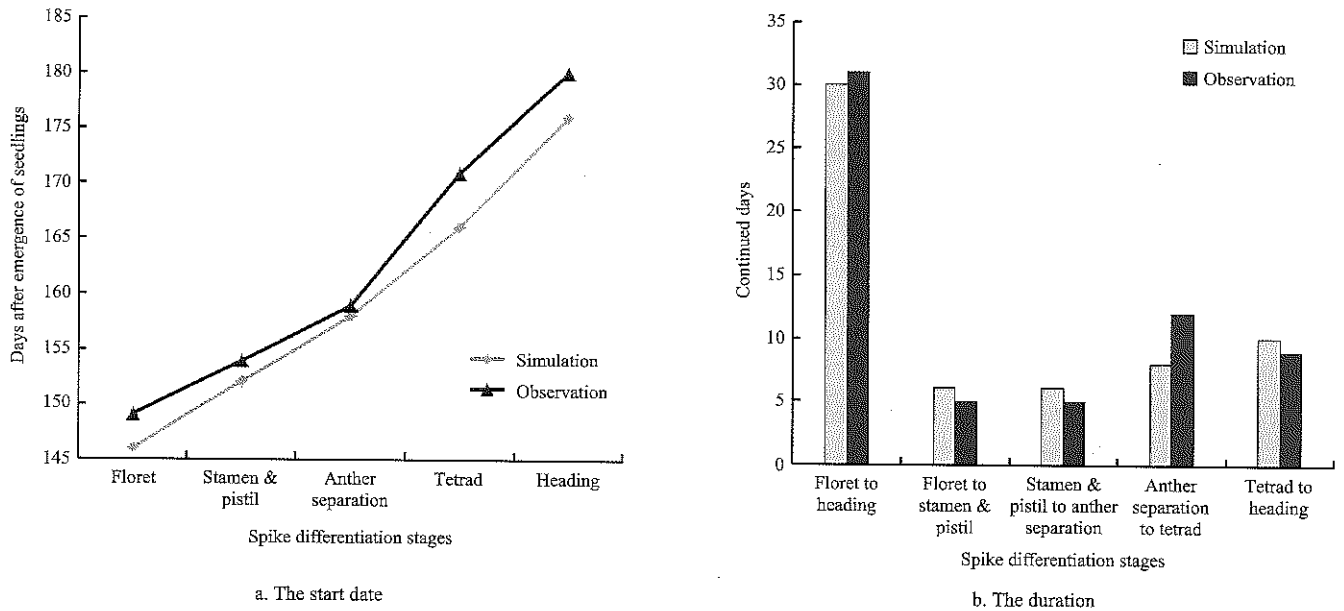 185
180
175
170
165
160
155
150
145
Days after emergence of seedlings
Simulation
Observation
Floret
Stamen &
pistil
Anther
separation
Tetrad
Heading
Spike differentiation stages
a. The start date
35
30
25
20
15
10
5
0
Continued days
Simulation
Observation
Floret to
heading
Floret to
stamen &
pistil
Stamen &
pistil to anther
separation
Anther
separation
to tetrad
Tetrad to
heading
Spike differentiation stages
b. The duration